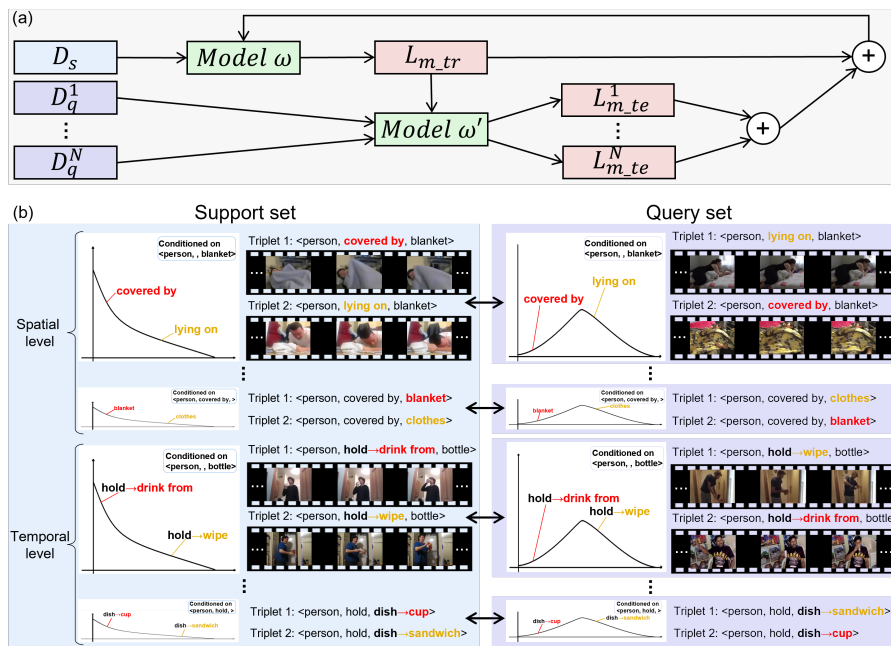 (a)
D_s
Model ω
L_{m_tr}
+
D_q^1
⋮
D_q^N
Model ω′
L_{m_te}^1
⋮
L_{m_te}^N
+
(b)
Support set
Query set
Spatial level
Conditioned on
<person, , blanket>
covered by
lying on
Triplet 1: <person, covered by, blanket>
Triplet 2: <person, lying on, blanket>
Conditioned on
<person, , blanket>
covered by
lying on
Triplet 1: <person, lying on, blanket>
Triplet 2: <person, covered by, blanket>
Conditioned on
<person, covered by, >
blanket
clothes
Triplet 1: <person, covered by, blanket>
Triplet 2: <person, covered by, clothes>
Conditioned on
<person, covered by, >
blanket
clothes
Triplet 1: <person, covered by, clothes>
Triplet 2: <person, covered by, blanket>
Temporal level
Conditioned on
<person, , bottle>
hold→drink from
hold→wipe
Triplet 1: <person, hold→drink from, bottle>
Triplet 2: <person, hold→wipe, bottle>
Conditioned on
<person, , bottle>
hold→drink from
hold→wipe
Triplet 1: <person, hold→wipe, bottle>
Triplet 2: <person, hold→drink from, bottle>
Conditioned on
<person, hold, >
dish→cup
dish→sandwich
Triplet 1: <person, hold, dish→cup>
Triplet 2: <person, hold, dish→sandwich>
Conditioned on
<person, hold, >
dish→cup
dish→sandwich
Triplet 1: <person, hold, dish→sandwich>
Triplet 2: <person, hold, dish→cup>